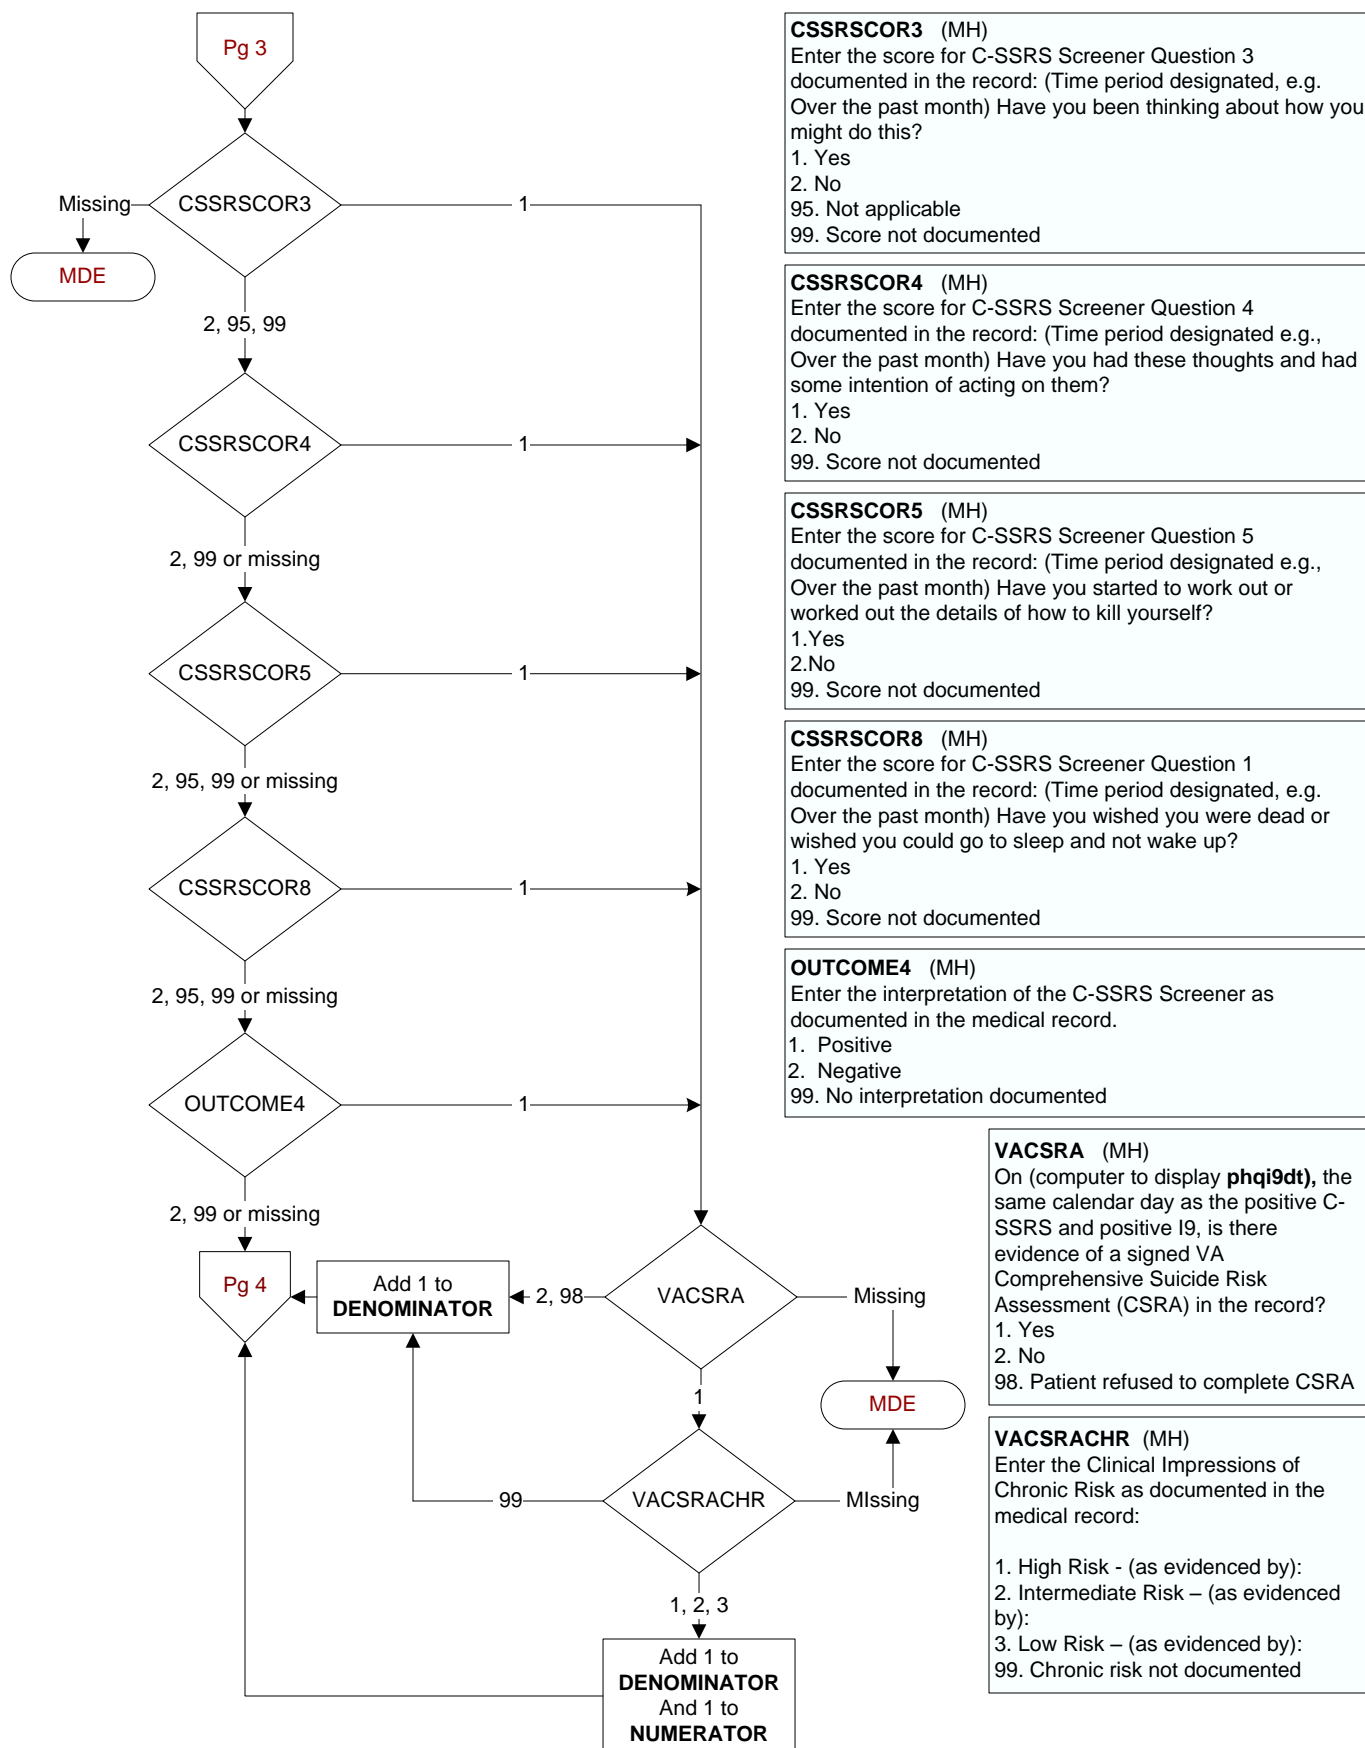 Pg 3
CSSRSCOR3
Missing
1
MDE
2, 95, 99
CSSRSCOR4
1
2, 99 or missing
CSSRSCOR5
1
2, 95, 99 or missing
CSSRSCOR8
1
2, 95, 99 or missing
OUTCOME4
1
2, 99 or missing
Pg 4
Add 1 to
DENOMINATOR
2, 98
VACSRA
Missing
1
MDE
99
VACSRACHR
MIssing
1, 2, 3
Add 1 to
DENOMINATOR
And 1 to
NUMERATOR
CSSRSCOR3 (MH)
Enter the score for C-SSRS Screener Question 3
documented in the record: (Time period designated, e.g.
Over the past month) Have you been thinking about how you
might do this?
1. Yes
2. No
95. Not applicable
99. Score not documented
CSSRSCOR4 (MH)
Enter the score for C-SSRS Screener Question 4
documented in the record: (Time period designated e.g.,
Over the past month) Have you had these thoughts and had
some intention of acting on them?
1. Yes
2. No
99. Score not documented
CSSRSCOR5 (MH)
Enter the score for C-SSRS Screener Question 5
documented in the record: (Time period designated e.g.,
Over the past month) Have you started to work out or
worked out the details of how to kill yourself?
1.Yes
2.No
99. Score not documented
CSSRSCOR8 (MH)
Enter the score for C-SSRS Screener Question 1
documented in the record: (Time period designated, e.g.
Over the past month) Have you wished you were dead or
wished you could go to sleep and not wake up?
1. Yes
2. No
99. Score not documented
OUTCOME4 (MH)
Enter the interpretation of the C-SSRS Screener as
documented in the medical record.
1. Positive
2. Negative
99. No interpretation documented
VACSRA (MH)
On (computer to display phqi9dt), the
same calendar day as the positive C-
SSRS and positive I9, is there
evidence of a signed VA
Comprehensive Suicide Risk
Assessment (CSRA) in the record?
1. Yes
2. No
98. Patient refused to complete CSRA
VACSRACHR (MH)
Enter the Clinical Impressions of
Chronic Risk as documented in the
medical record:
1. High Risk - (as evidenced by):
2. Intermediate Risk – (as evidenced
by):
3. Low Risk – (as evidenced by):
99. Chronic risk not documented